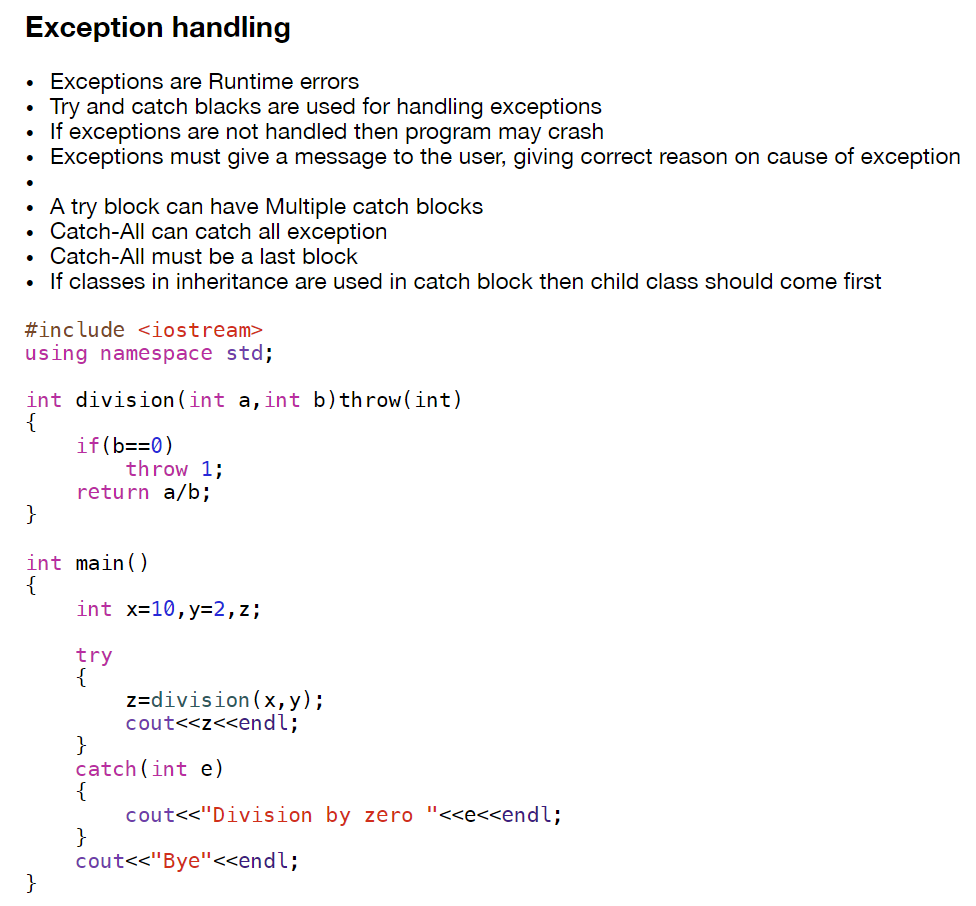 Exception handling
• Exceptions are Runtime errors
• Try and catch blacks are used for handling exceptions
• If exceptions are not handled then program may crash
• Exceptions must give a message to the user, giving correct reason on cause of exception
•
• A try block can have Multiple catch blocks
• Catch-All can catch all exception
• Catch-All must be a last block
• If classes in inheritance are used in catch block then child class should come first
#include <iostream>
using namespace std;
int division(int a,int b)throw(int)
{
    if(b==0)
        throw 1;
    return a/b;
}
int main()
{
    int x=10,y=2,z;
    try
    {
        z=division(x,y);
        cout<<z<<endl;
    }
    catch(int e)
    {
        cout<<"Division by zero "<<e<<endl;
    }
    cout<<"Bye"<<endl;
}